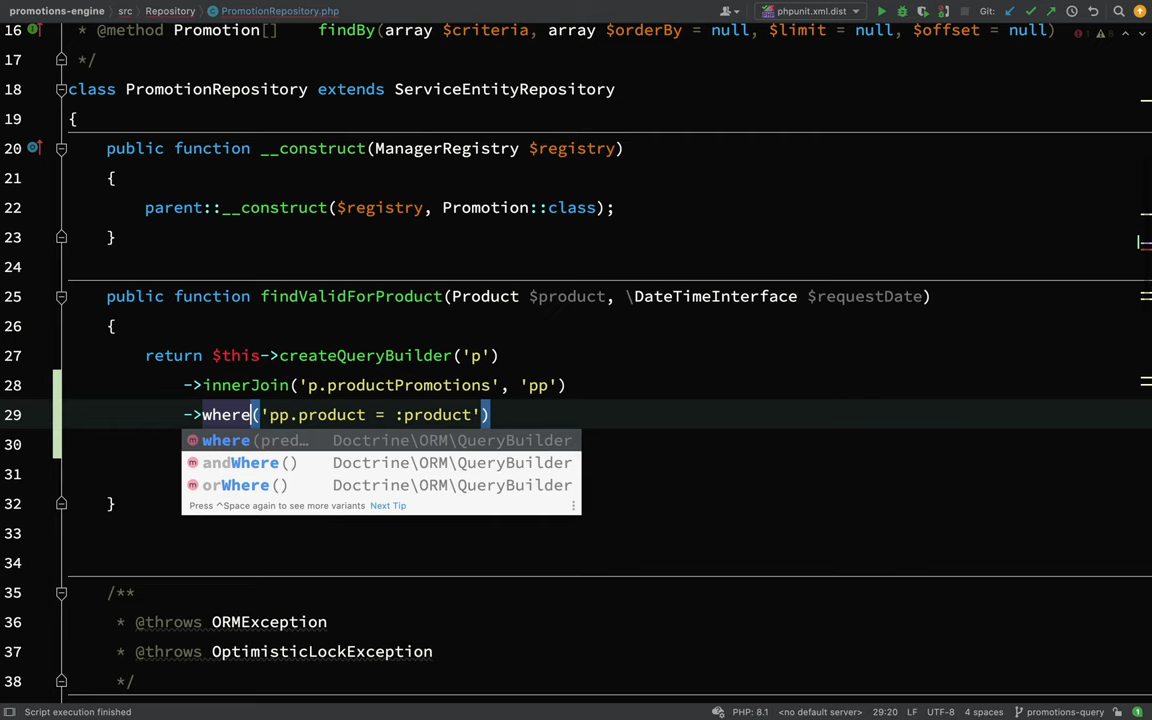 promotions-engine src Repository PromotionRepository.php phpunit.xml.dist Git:
16 * @method Promotion[] findBy(array $criteria, array $orderBy = null, $limit = null, $offset = null)
17 */
18 class PromotionRepository extends ServiceEntityRepository
19 {
20 public function __construct(ManagerRegistry $registry)
21 {
22 parent::__construct($registry, Promotion::class);
23 }
24
25 public function findValidForProduct(Product $product, \DateTimeInterface $requestDate)
26 {
27 return $this->createQueryBuilder('p')
28 ->innerJoin('p.productPromotions', 'pp')
29 ->where('pp.product = :product')
30 where(pred… Doctrine\ORM\QueryBuilder
andWhere() Doctrine\ORM\QueryBuilder
31
orWhere() Doctrine\ORM\QueryBuilder
32 }
Press ^Space again to see more variants Next Tip
33
34
35 /**
36 * @throws ORMException
37 * @throws OptimisticLockException
38 */
Script execution finished PHP: 8.1 <no default server> 29:20 LF UTF-8 4 spaces promotions-query 1